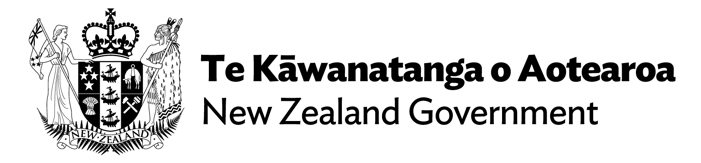 NEW ZEALAND
Te Kāwanatanga o Aotearoa
New Zealand Government